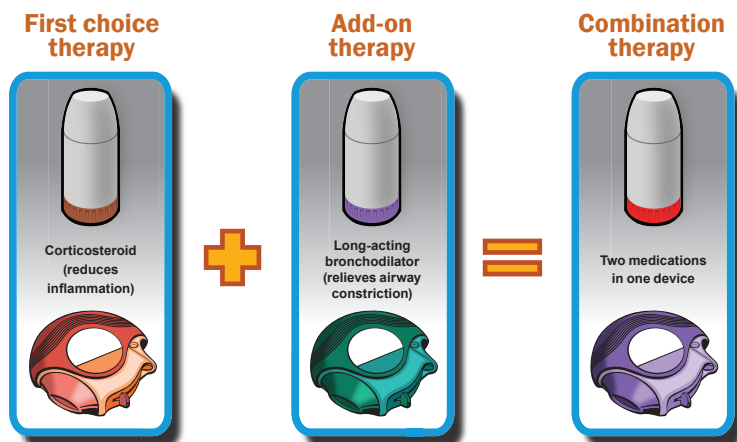 First choice
therapy
Corticosteroid
(reduces
inflammation)
Add-on
therapy
Long-acting
bronchodilator
(relieves airway
constriction)
Combination
therapy
Two medications
in one device